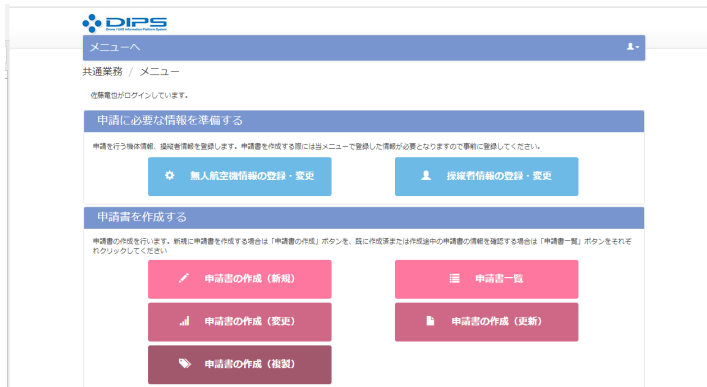 DIPS
Drone / UAS Information Platform System
メニューへ
共通業務 / メニュー
佐藤竜也がログインしています。
申請に必要な情報を準備する
申請を行う機体情報、操縦者情報を登録します。申請書を作成する際には当メニューで登録した情報が必要となりますので事前に登録してください。
無人航空機情報の登録・変更
操縦者情報の登録・変更
申請書を作成する
申請書の作成を行います。新規に申請書を作成する場合は「申請書の作成」ボタンを、既に作成済または作成途中の申請書の情報を確認する場合は「申請書一覧」ボタンをそれぞ
れクリックしてください
申請書の作成（新規）
申請書一覧
申請書の作成（変更）
申請書の作成（更新）
申請書の作成（複製）